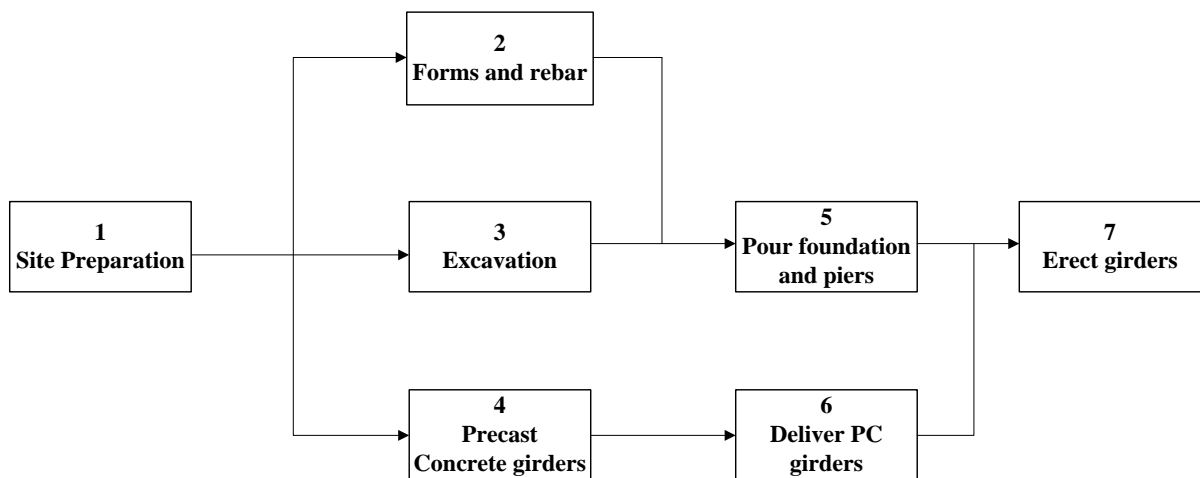 2
Forms and rebar
1
Site Preparation
3
Excavation
5
Pour foundation
and piers
7
Erect girders
4
Precast
Concrete girders
6
Deliver PC
girders